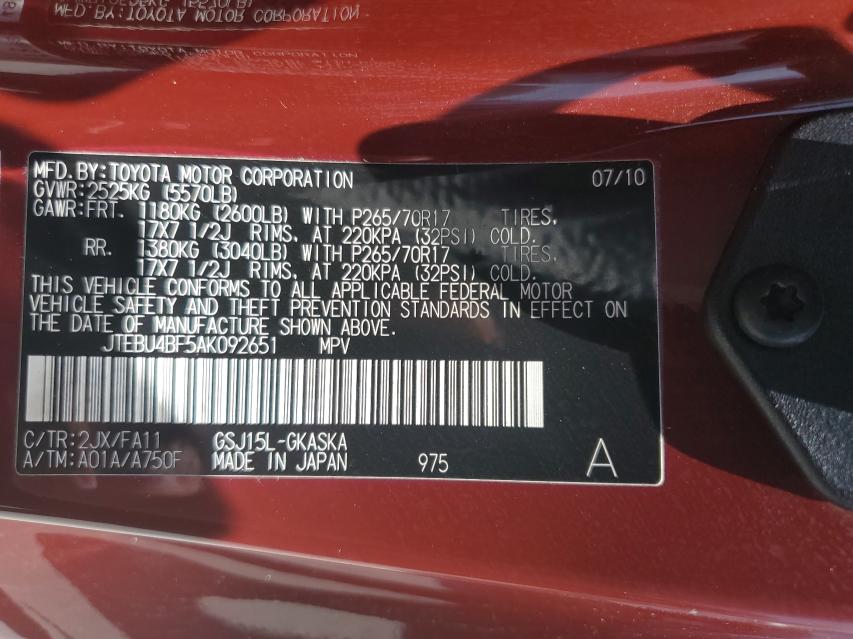 MFD.BY:TOYOTA MOTOR CORPORATION 07/10
GVWR:2525KG (5570LB)
GAWR:FRT. 1180KG (2600LB) WITH P265/70R17 TIRES,
17X7 1/2J RIMS, AT 220KPA (32PSI) COLD.
RR. 1380KG (3040LB) WITH P265/70R17 TIRES,
17X7 1/2J RIMS, AT 220KPA (32PSI) COLD.
THIS VEHICLE CONFORMS TO ALL APPLICABLE FEDERAL MOTOR
VEHICLE SAFETY AND THEFT PREVENTION STANDARDS IN EFFECT ON
THE DATE OF MANUFACTURE SHOWN ABOVE.
JTEBU4BF5AK092651 MPV
C/TR:2JX/FA11 GSJ15L-GKASKA
A/TM:A01A/A750F MADE IN JAPAN 975 A